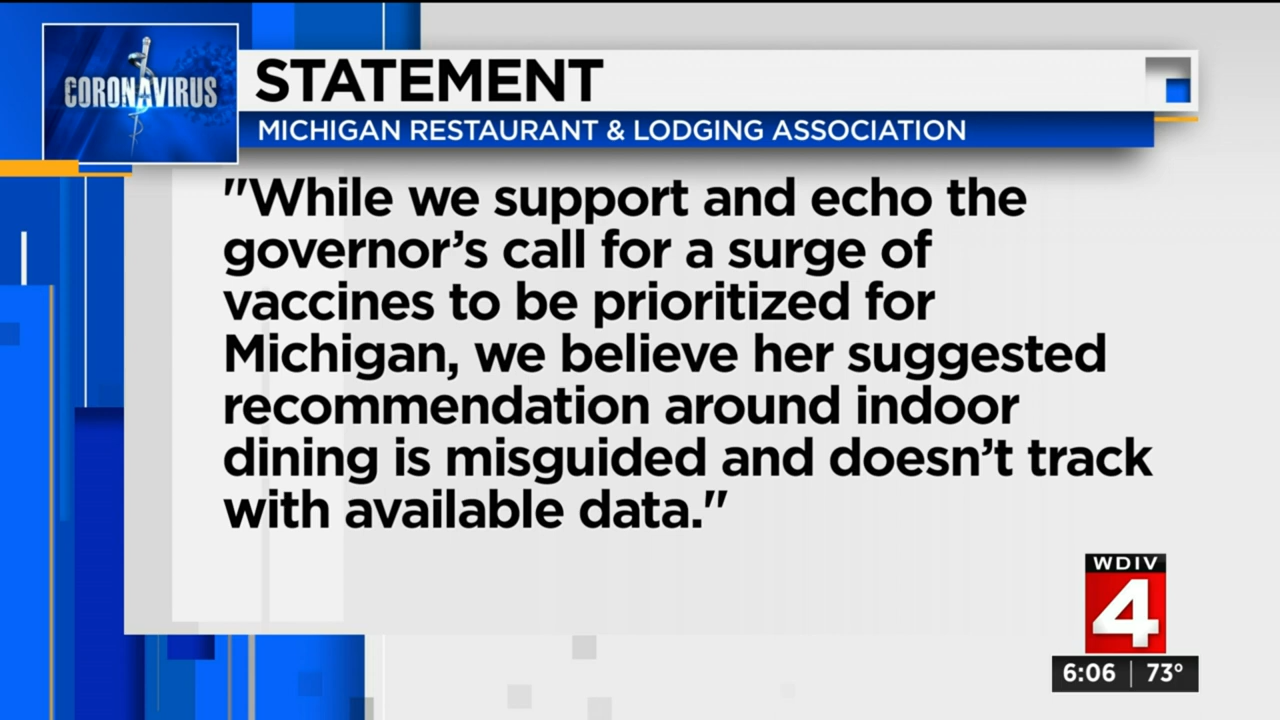 CORONAVIRUS
STATEMENT
MICHIGAN RESTAURANT & LODGING ASSOCIATION
"While we support and echo the
governor’s call for a surge of
vaccines to be prioritized for
Michigan, we believe her suggested
recommendation around indoor
dining is misguided and doesn’t track
with available data."
WDIV
4
6:06 | 73°